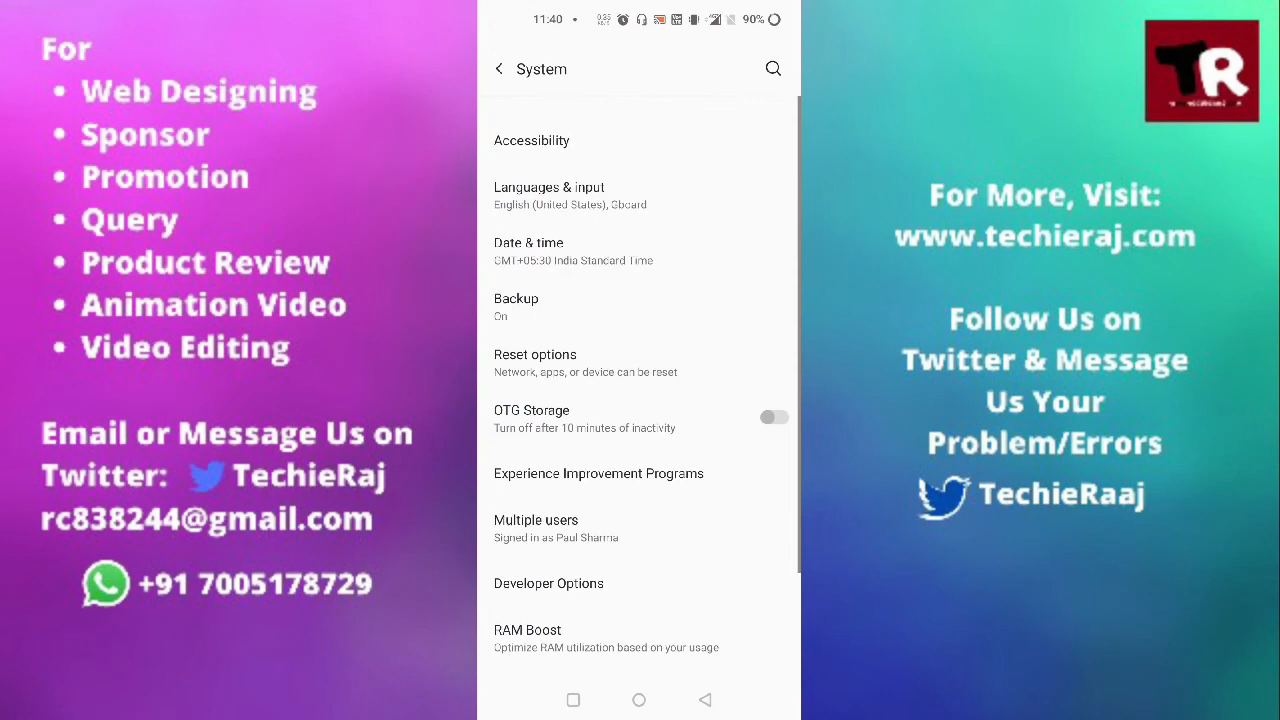 For
• Web Designing
• Sponsor
• Promotion
• Query
• Product Review
• Animation Video
• Video Editing
Email or Message Us on
Twitter: TechieRaj
rc838244@gmail.com
+91 7005178729
11:40 • 0.35 90%
System
Accessibility
Languages & input
English (United States), Gboard
Date & time
GMT+05:30 India Standard Time
Backup
On
Reset options
Network, apps, or device can be reset
OTG Storage
Turn off after 10 minutes of inactivity
Experience Improvement Programs
Multiple users
Signed in as Paul Sharma
Developer Options
RAM Boost
Optimize RAM utilization based on your usage
TR
For More, Visit:
www.techieraj.com
Follow Us on
Twitter & Message
Us Your
Problem/Errors
TechieRaaj